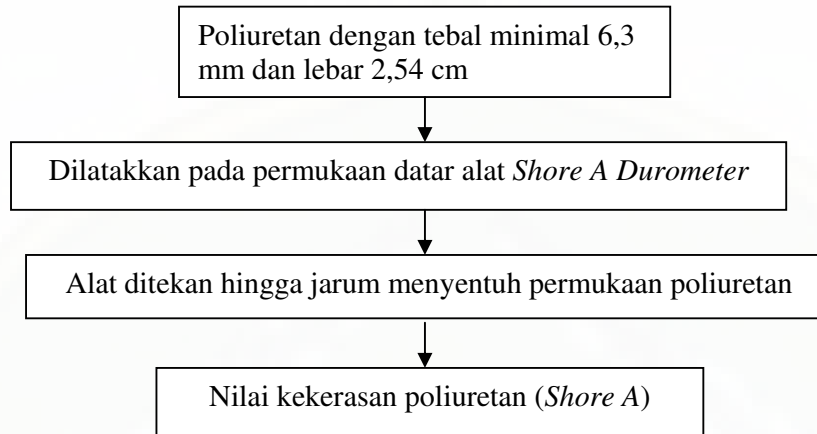 Poliuretan dengan tebal minimal 6,3
mm dan lebar 2,54 cm
Dilatakkan pada permukaan datar alat Shore A Durometer
Alat ditekan hingga jarum menyentuh permukaan poliuretan
Nilai kekerasan poliuretan (Shore A)